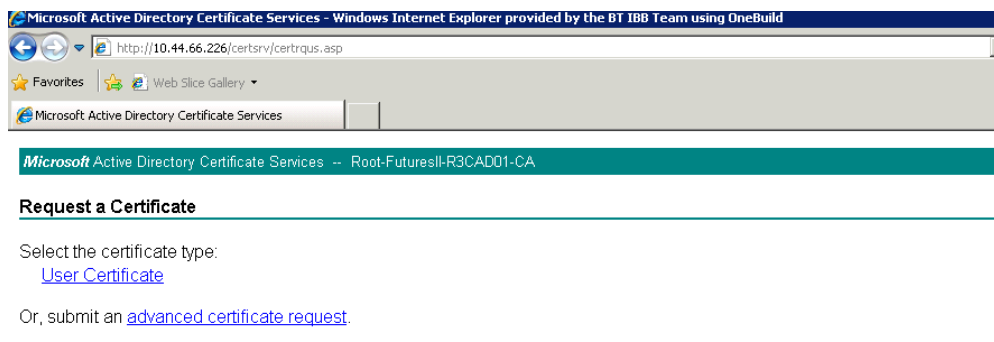 Microsoft Active Directory Certificate Services - Windows Internet Explorer provided by the BT IBB Team using OneBuild
http://10.44.66.226/certsrv/certrqus.asp
Favorites Web Slice Gallery
Microsoft Active Directory Certificate Services
Microsoft Active Directory Certificate Services -- Root-FuturesII-R3CAD01-CA
Request a Certificate
Select the certificate type:
User Certificate
Or, submit an advanced certificate request.